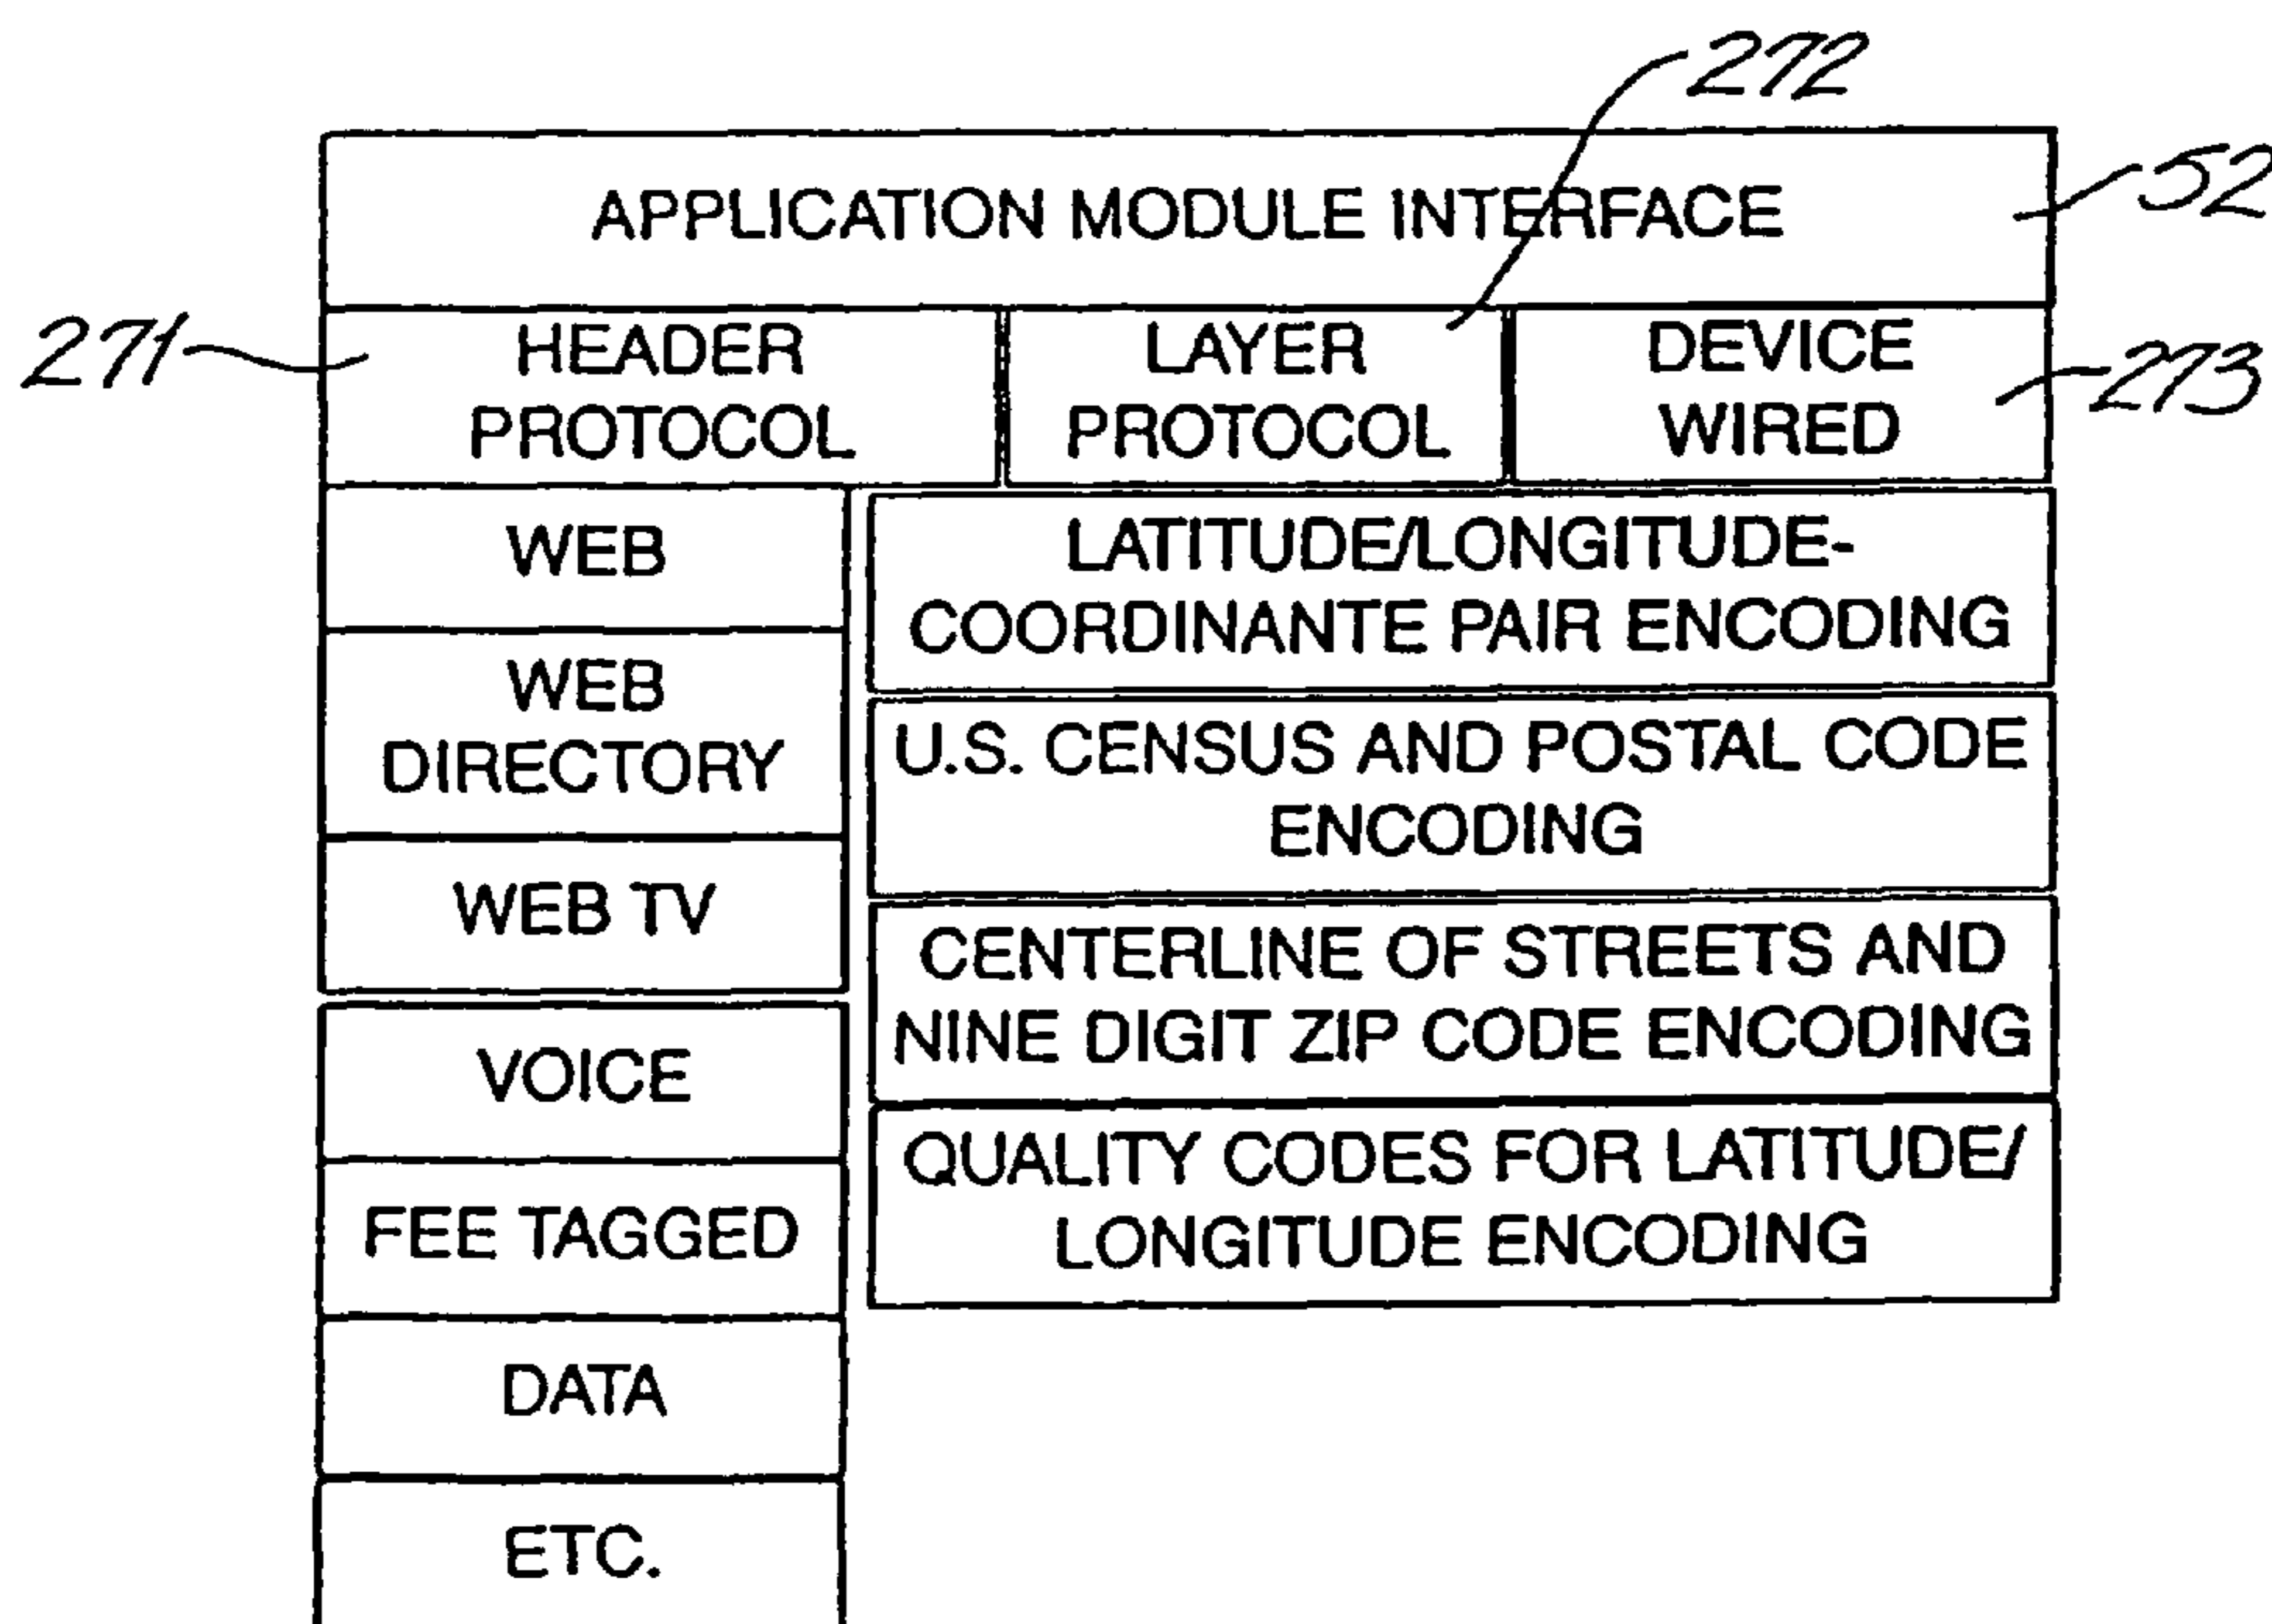 272
APPLICATION MODULE INTERFACE
52
271
HEADER
PROTOCOL
LAYER
PROTOCOL
DEVICE
WIRED
273
WEB
WEB
DIRECTORY
WEB TV
VOICE
FEE TAGGED
DATA
ETC.
LATITUDE/LONGITUDE-
COORDINANTE PAIR ENCODING
U.S. CENSUS AND POSTAL CODE
ENCODING
CENTERLINE OF STREETS AND
NINE DIGIT ZIP CODE ENCODING
QUALITY CODES FOR LATITUDE/
LONGITUDE ENCODING